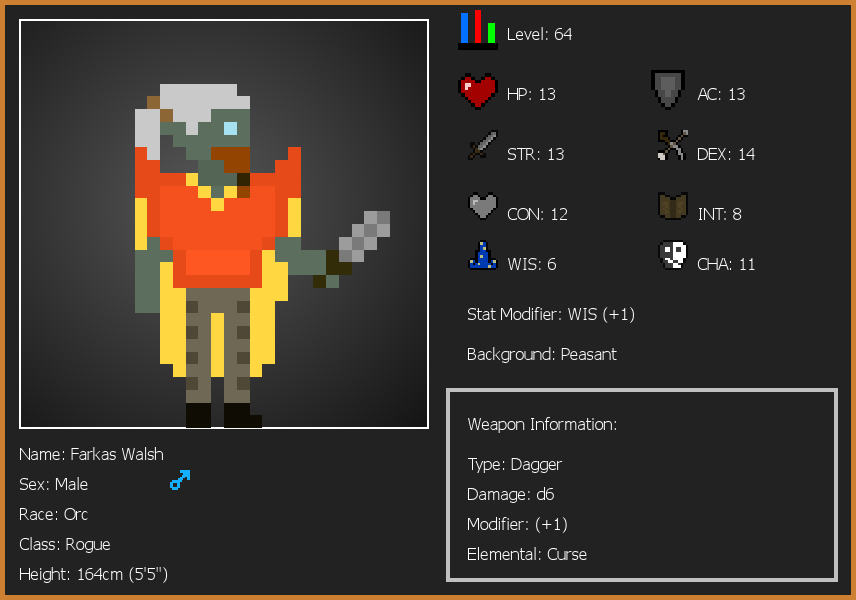 Level: 64
HP: 13
AC: 13
STR: 13
DEX: 14
CON: 12
INT: 8
WIS: 6
CHA: 11
Stat Modifier: WIS (+1)
Background: Peasant
Weapon Information:
Type: Dagger
Damage: d6
Modifier: (+1)
Elemental: Curse
Name: Farkas Walsh
Sex: Male
Race: Orc
Class: Rogue
Height: 164cm (5'5")